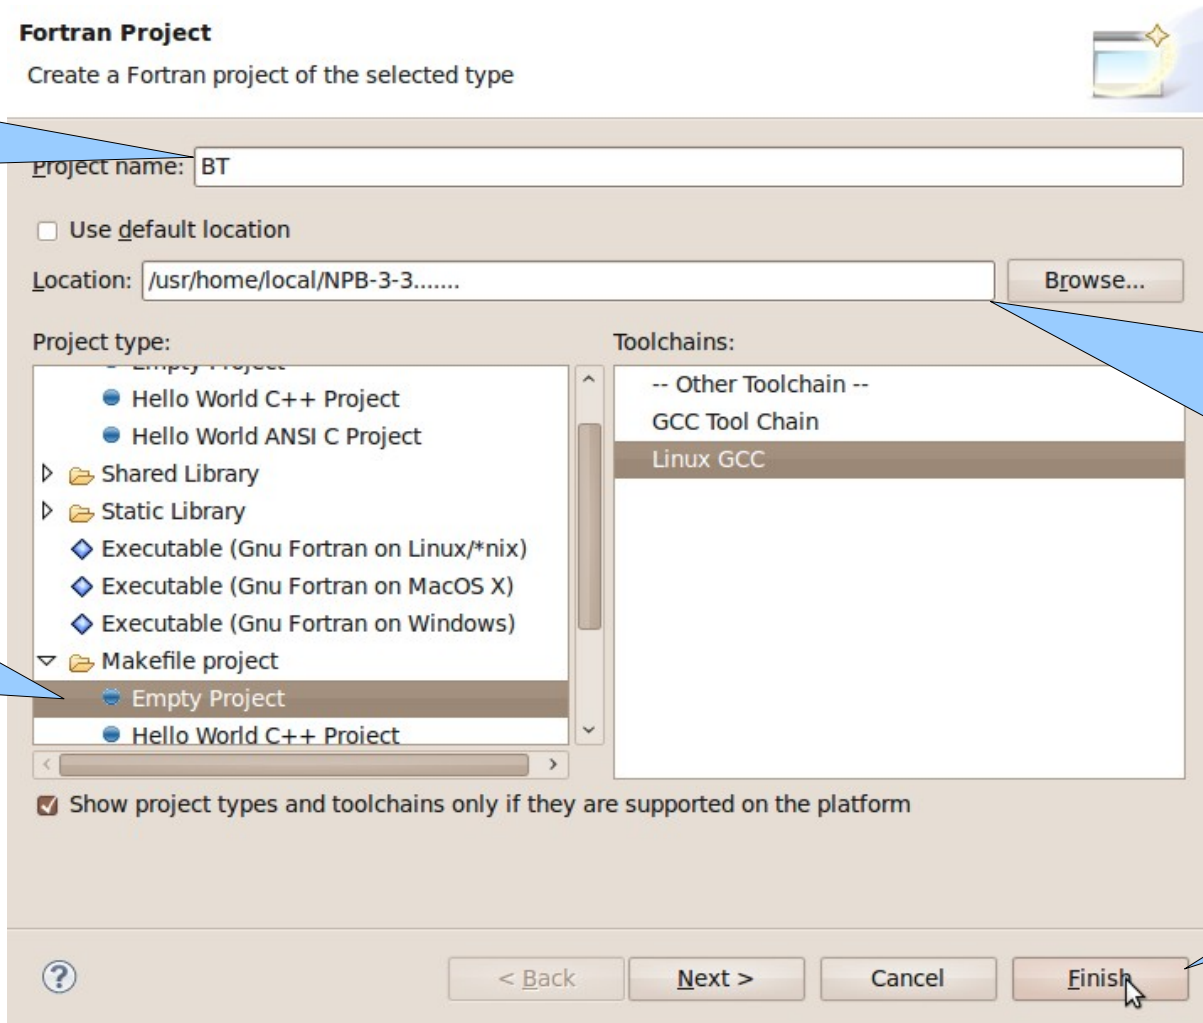 Fortran Project
Create a Fortran project of the selected type
Project name: BT
Use default location
Location: /usr/home/local/NPB-3-3.......
Browse...
Project type:
Toolchains:
Empty Project
Hello World C++ Project
Hello World ANSI C Project
Shared Library
Static Library
Executable (Gnu Fortran on Linux/*nix)
Executable (Gnu Fortran on MacOS X)
Executable (Gnu Fortran on Windows)
Makefile project
Empty Project
Hello World C++ Project
-- Other Toolchain --
GCC Tool Chain
Linux GCC
Show project types and toolchains only if they are supported on the platform
?
< Back
Next >
Cancel
Finish